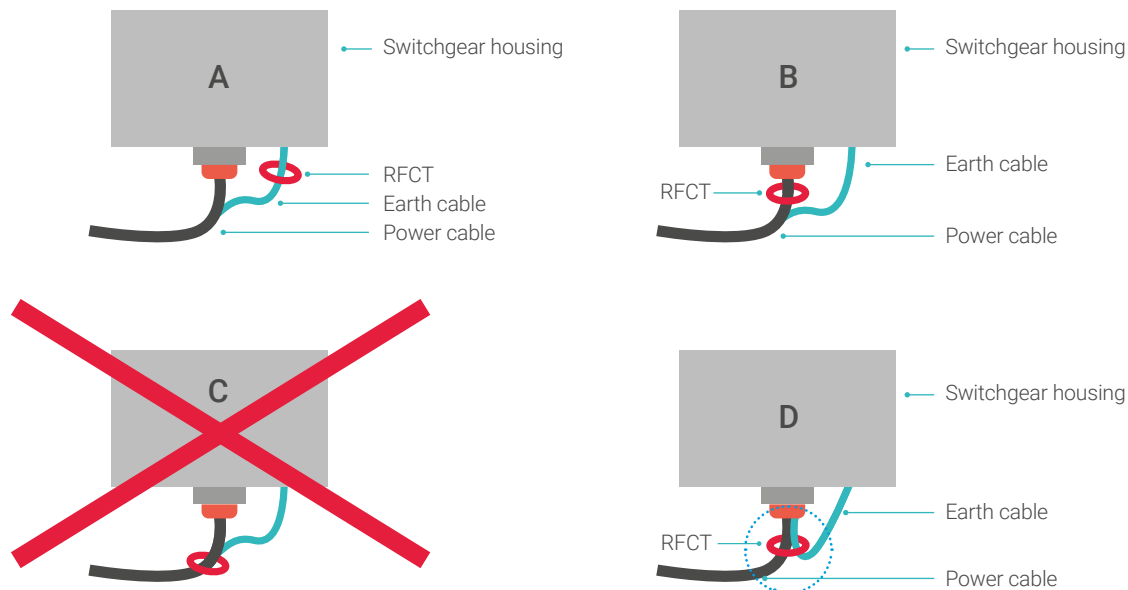 A
Switchgear housing
RFCT
Earth cable
Power cable
B
Switchgear housing
Earth cable
RFCT
Power cable
C
D
Switchgear housing
Earth cable
RFCT
Power cable